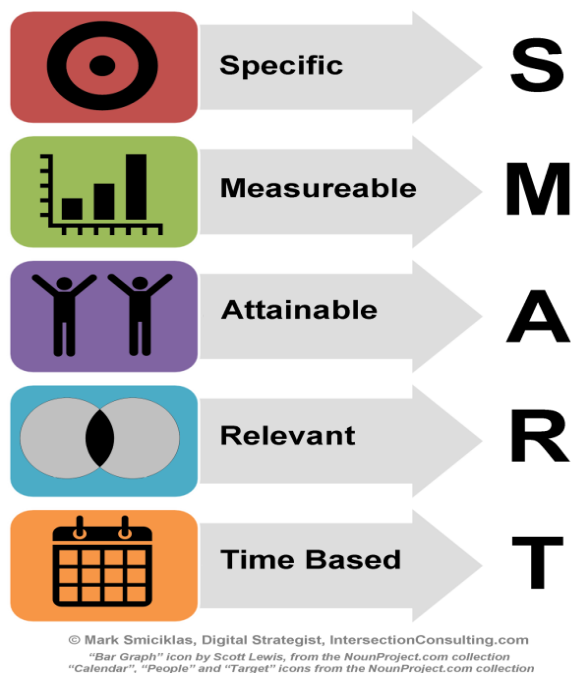 Specific S
Measureable M
Attainable A
Relevant R
Time Based T
© Mark Smiciklas, Digital Strategist, IntersectionConsulting.com
“Bar Graph” icon by Scott Lewis, from the NounProject.com collection
“Calendar”, “People” and “Target” icons from the NounProject.com collection